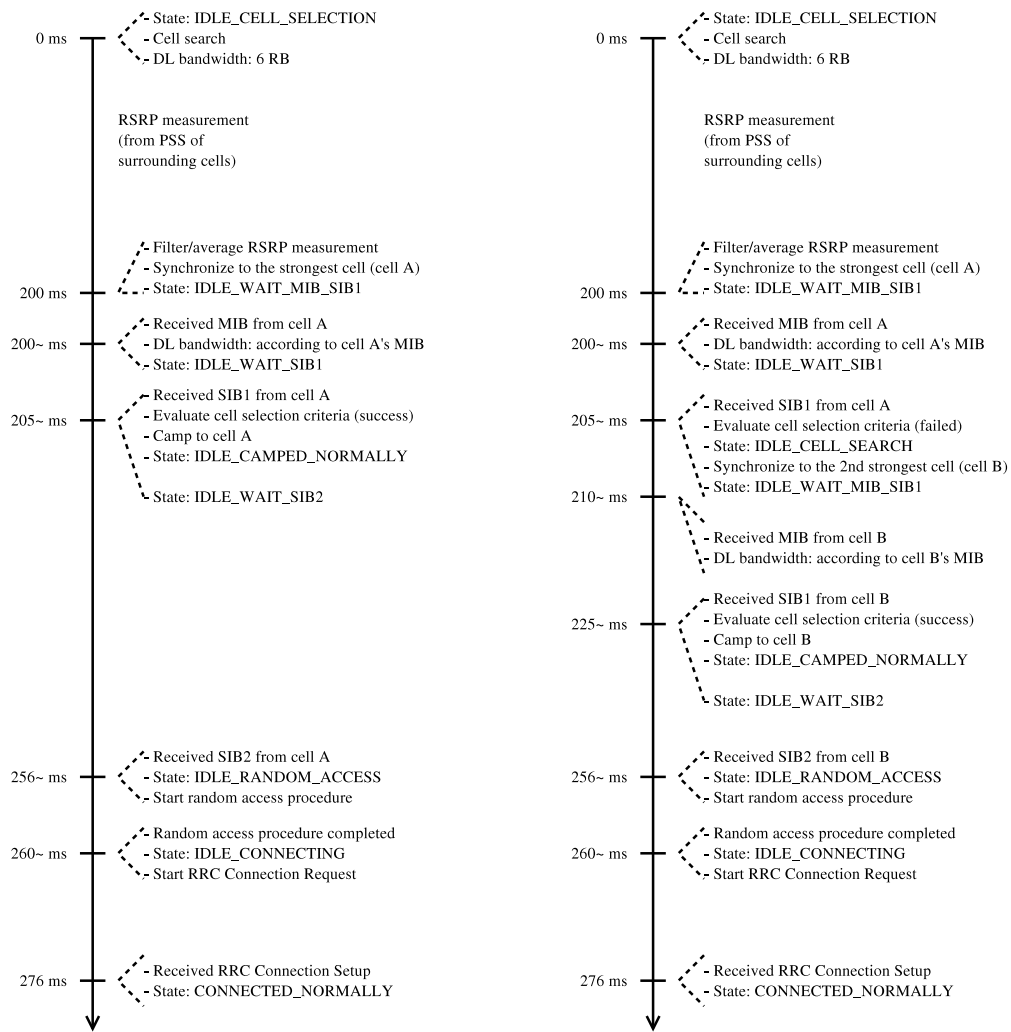 - State: IDLE_CELL_SELECTION
0 ms
- Cell search
- DL bandwidth: 6 RB
RSRP measurement
(from PSS of
surrounding cells)
- Filter/average RSRP measurement
- Synchronize to the strongest cell (cell A)
200 ms
- State: IDLE_WAIT_MIB_SIB1
- Received MIB from cell A
200~ ms
- DL bandwidth: according to cell A's MIB
- State: IDLE_WAIT_SIB1
- Received SIB1 from cell A
205~ ms
- Evaluate cell selection criteria (success)
- Camp to cell A
- State: IDLE_CAMPED_NORMALLY
- State: IDLE_WAIT_SIB2
- Received SIB2 from cell A
256~ ms
- State: IDLE_RANDOM_ACCESS
- Start random access procedure
- Random access procedure completed
260~ ms
- State: IDLE_CONNECTING
- Start RRC Connection Request
- Received RRC Connection Setup
276 ms
- State: CONNECTED_NORMALLY
- State: IDLE_CELL_SELECTION
0 ms
- Cell search
- DL bandwidth: 6 RB
RSRP measurement
(from PSS of
surrounding cells)
- Filter/average RSRP measurement
- Synchronize to the strongest cell (cell A)
200 ms
- State: IDLE_WAIT_MIB_SIB1
- Received MIB from cell A
200~ ms
- DL bandwidth: according to cell A's MIB
- State: IDLE_WAIT_SIB1
- Received SIB1 from cell A
205~ ms
- Evaluate cell selection criteria (failed)
- State: IDLE_CELL_SEARCH
- Synchronize to the 2nd strongest cell (cell B)
- State: IDLE_WAIT_MIB_SIB1
210~ ms
- Received MIB from cell B
- DL bandwidth: according to cell B's MIB
- Received SIB1 from cell B
225~ ms
- Evaluate cell selection criteria (success)
- Camp to cell B
- State: IDLE_CAMPED_NORMALLY
- State: IDLE_WAIT_SIB2
- Received SIB2 from cell B
256~ ms
- State: IDLE_RANDOM_ACCESS
- Start random access procedure
- Random access procedure completed
260~ ms
- State: IDLE_CONNECTING
- Start RRC Connection Request
- Received RRC Connection Setup
276 ms
- State: CONNECTED_NORMALLY